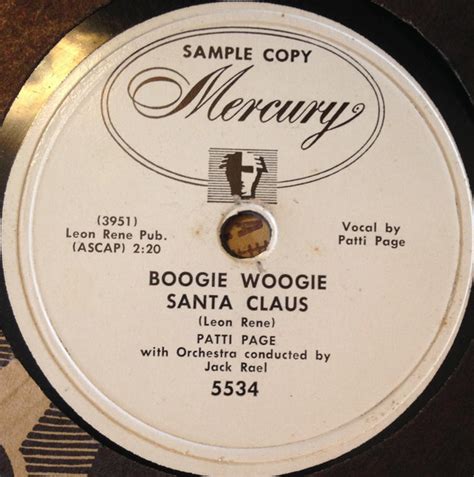 SAMPLE COPY
Mercury
(3951)
Leon Rene Pub.
(ASCAP) 2:20
Vocal by
Patti Page
BOOGIE WOOGIE
SANTA CLAUS
(Leon Rene)
PATTI PAGE
with Orchestra conducted by
Jack Rael
5534